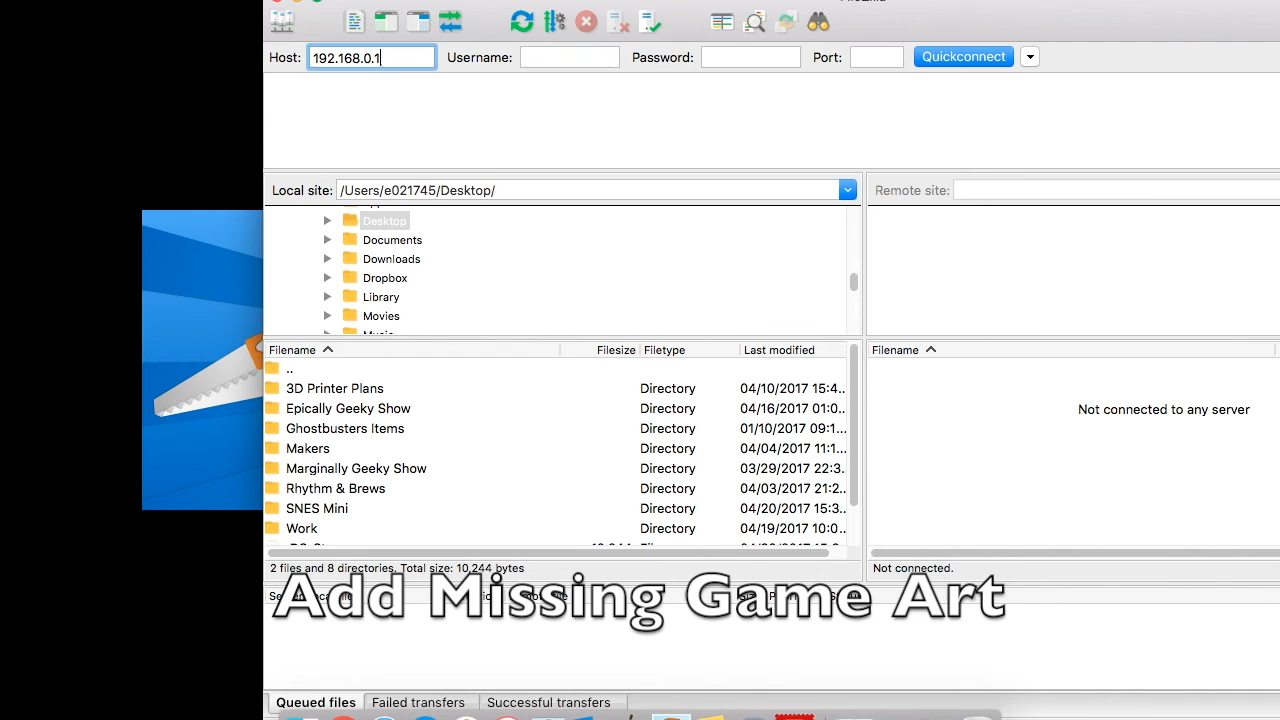 Host: 192.168.0.1 Username: Password: Port: Quickconnect
Local site: /Users/e021745/Desktop/ Remote site:
Desktop
Documents
Downloads
Dropbox
Library
Movies
Filename Filesize Filetype Last modified Filename
..
3D Printer Plans Directory 04/10/2017 15:4..
Epically Geeky Show Directory 04/16/2017 01:0..
Not connected to any server
Ghostbusters Items Directory 01/10/2017 09:1...
Makers Directory 04/04/2017 11:1...
Marginally Geeky Show Directory 03/29/2017 22:3.
Rhythm & Brews Directory 04/03/2017 21:2..
SNES Mini Directory 04/20/2017 15:3..
Work Directory 04/19/2017 10:0..
2 files and 8 directories. Total size: 10,244 bytes Not connected.
Add Missing Game Art
Queued files Failed transfers Successful transfers